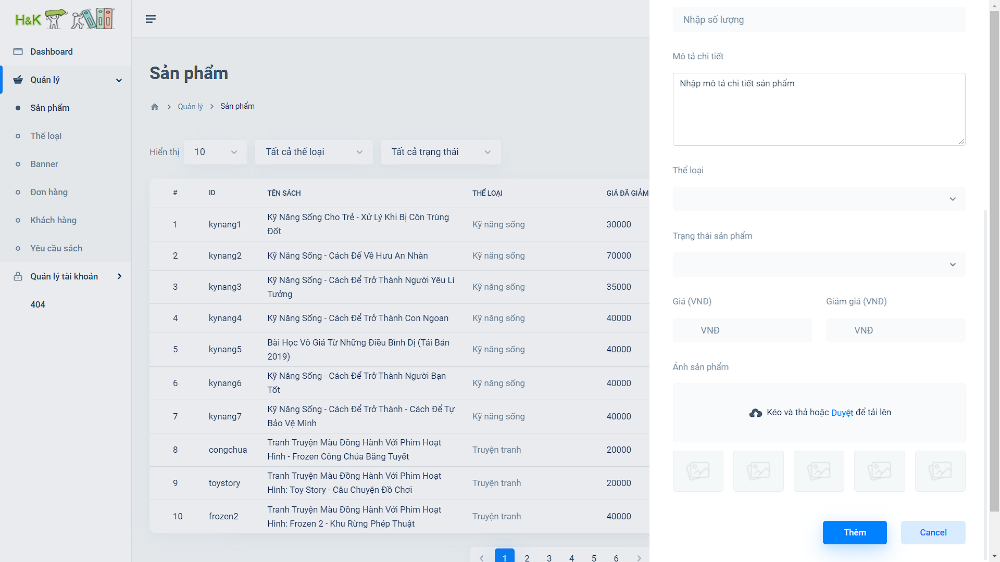 H&K
Dashboard
Quản lý
Sản phẩm
Thể loại
Banner
Đơn hàng
Khách hàng
Yêu cầu sách
Quản lý tài khoản
404
Sản phẩm
Quản lý
Sản phẩm
Hiển thị
10
Tất cả thể loại
Tất cả trạng thái
# ID TÊN SÁCH THỂ LOẠI GIÁ ĐÃ GIẢM
1 kynang1 Kỹ Năng Sống Cho Trẻ - Xử Lý Khi Bị Côn Trùng Kỹ năng sống 30000
Đốt
2 kynang2 Kỹ Năng Sống - Cách Để Về Hưu An Nhàn Kỹ năng sống 70000
3 kynang3 Kỹ Năng Sống - Cách Để Trở Thành Người Yêu Lí Kỹ năng sống 35000
Tưởng
4 kynang4 Kỹ Năng Sống - Cách Để Trở Thành Con Ngoan Kỹ năng sống 40000
5 kynang5 Bài Học Vô Giá Từ Những Điều Bình Dị (Tái Bản Kỹ năng sống 40000
2019)
6 kynang6 Kỹ Năng Sống - Cách Để Trở Thành Người Bạn Kỹ năng sống 40000
Tốt
7 kynang7 Kỹ Năng Sống - Cách Để Trở Thành - Cách Để Tự Kỹ năng sống 40000
Bảo Vệ Mình
8 congchua Tranh Truyện Màu Đồng Hành Với Phim Hoạt Truyện tranh 20000
Hình - Frozen Công Chúa Băng Tuyết
9 toystory Tranh Truyện Màu Đồng Hành Với Phim Hoạt Truyện tranh 20000
Hình: Toy Story - Câu Chuyện Đồ Chơi
10 frozen2 Tranh Truyện Màu Đồng Hành Với Phim Hoạt Truyện tranh 40000
Hình: Frozen 2 - Khu Rừng Phép Thuật
1 2 3 4 5 6
Nhập số lượng
Mô tả chi tiết
Nhập mô tả chi tiết sản phẩm
Thể loại
Trạng thái sản phẩm
Giá (VNĐ) Giảm giá (VNĐ)
VNĐ VNĐ
Ảnh sản phẩm
Kéo và thả hoặc Duyệt để tải lên
Thêm Cancel